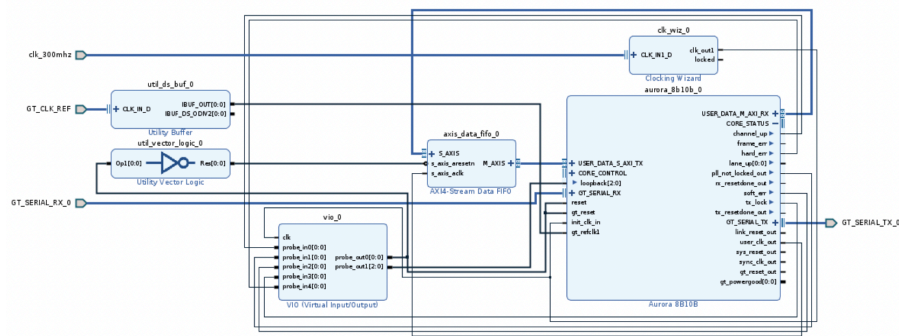 clk_wiz_0
clk_300mhz
CLK_IN1_D
clk_out1
locked
Clocking Wizard
util_ds_buf_0
aurora_8b10b_0
GT_CLK_REF
CLK_IN_D
IBUF_OUT[0:0]
IBUF_DS_ODIV2[0:0]
Utility Buffer
util_vector_logic_0
Op1[0:0]
Res[0:0]
Utility Vector Logic
axis_data_fifo_0
S_AXIS
s_axis_aresetn
s_axis_aclk
M_AXIS
AXI4-Stream Data FIFO
USER_DATA_S_AXI_TX
CORE_CONTROL
loopback[2:0]
GT_SERIAL_RX
reset
gt_reset
init_clk_in
gt_refclk1
USER_DATA_M_AXI_RX
CORE_STATUS
channel_up
frame_err
hard_err
lane_up[0:0]
pll_not_locked_out
rx_resetdone_out
soft_err
tx_lock
tx_resetdone_out
GT_SERIAL_TX
link_reset_out
user_clk_out
sys_reset_out
sync_clk_out
gt_reset_out
gt_powergood[0:0]
Aurora 8B10B
GT_SERIAL_RX_0
GT_SERIAL_TX_0
vio_0
clk
probe_in0[0:0]
probe_in1[0:0]
probe_in2[0:0]
probe_in3[0:0]
probe_in4[0:0]
probe_out0[0:0]
probe_out1[2:0]
VIO (Virtual Input/Output)